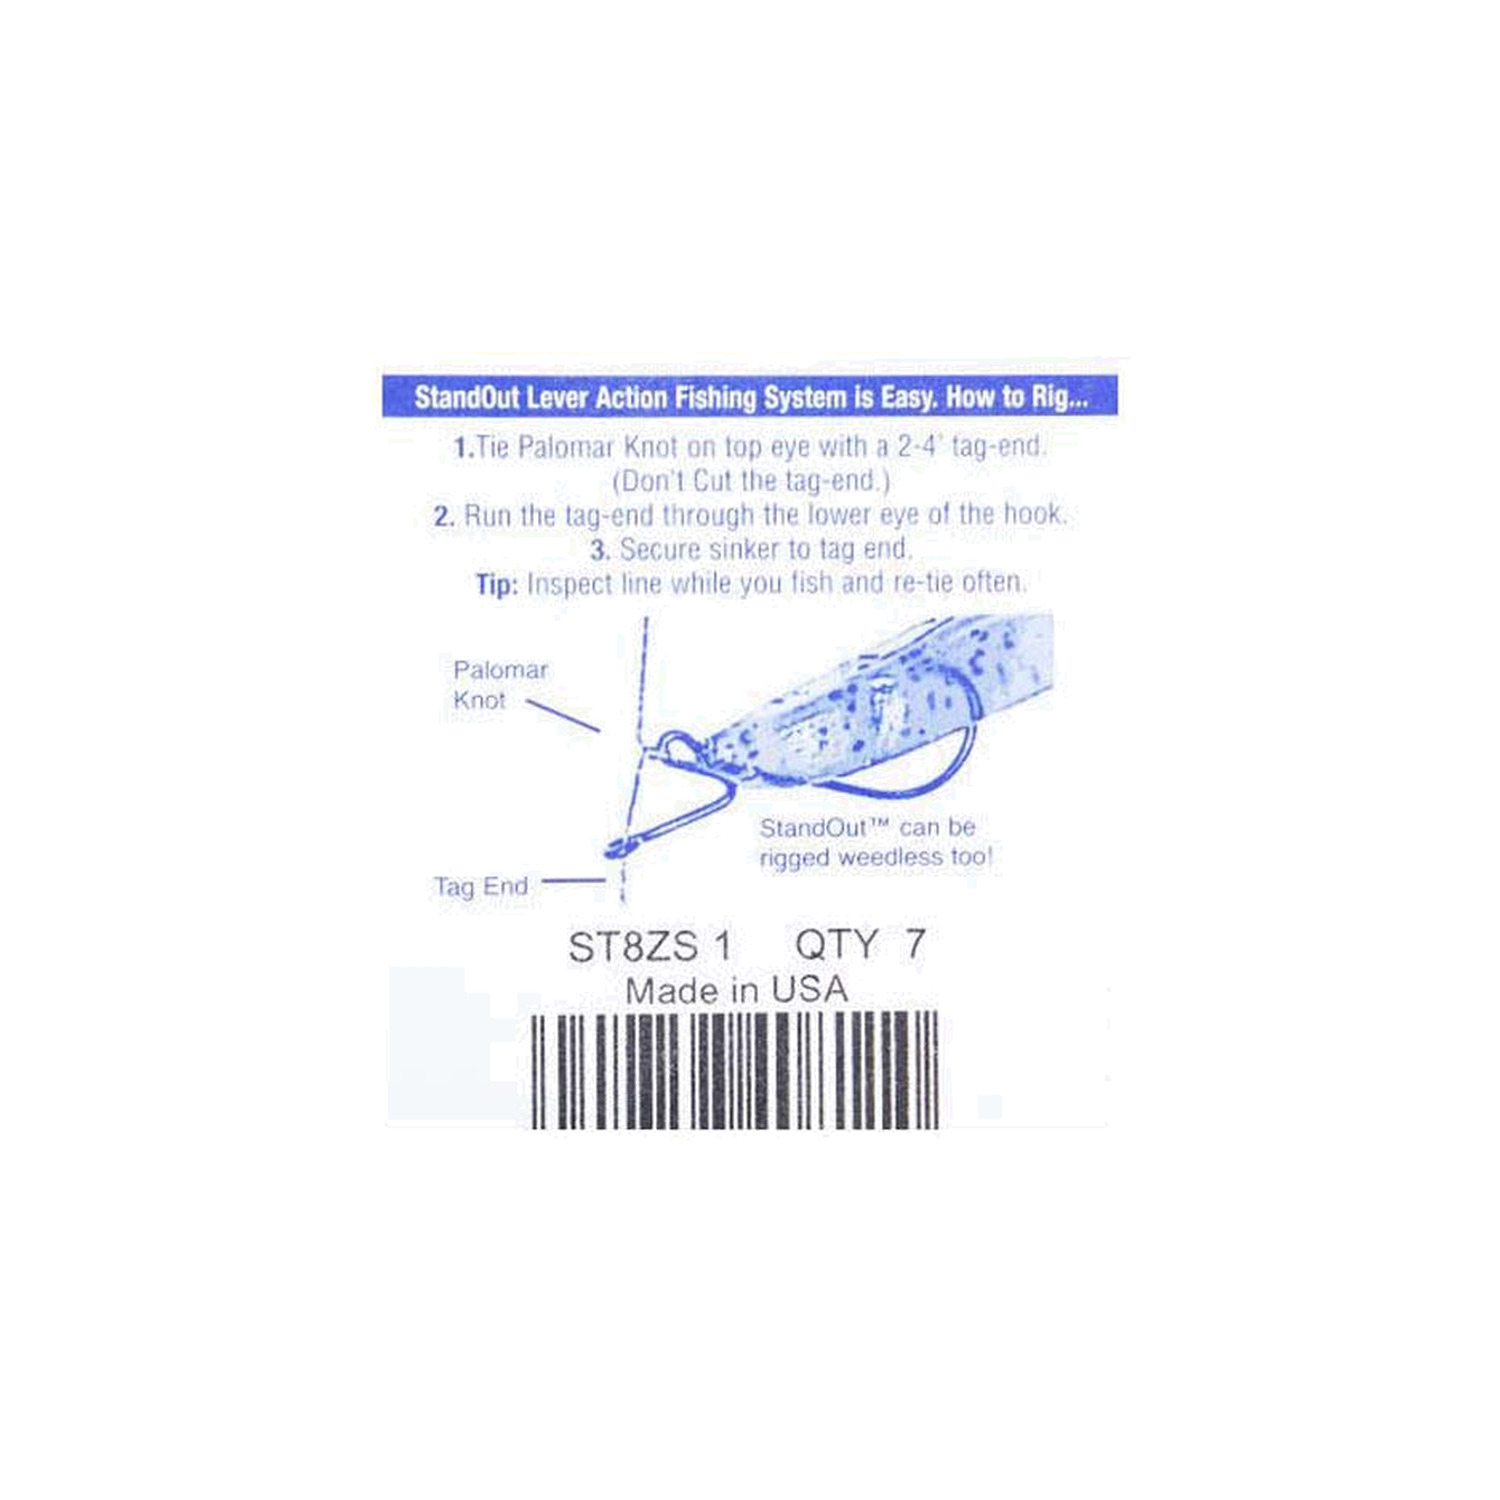 StandOut Lever Action Fishing System is Easy. How to Rig...
1.Tie Palomar Knot on top eye with a 2-4' tag-end.
(Don't Cut the tag-end.)
2. Run the tag-end through the lower eye of the hook.
3. Secure sinker to tag end.
Tip: Inspect line while you fish and re-tie often.
Palomar
Knot
StandOut™ can be
rigged weedless too!
Tag End
ST8ZS 1 QTY 7
Made in USA